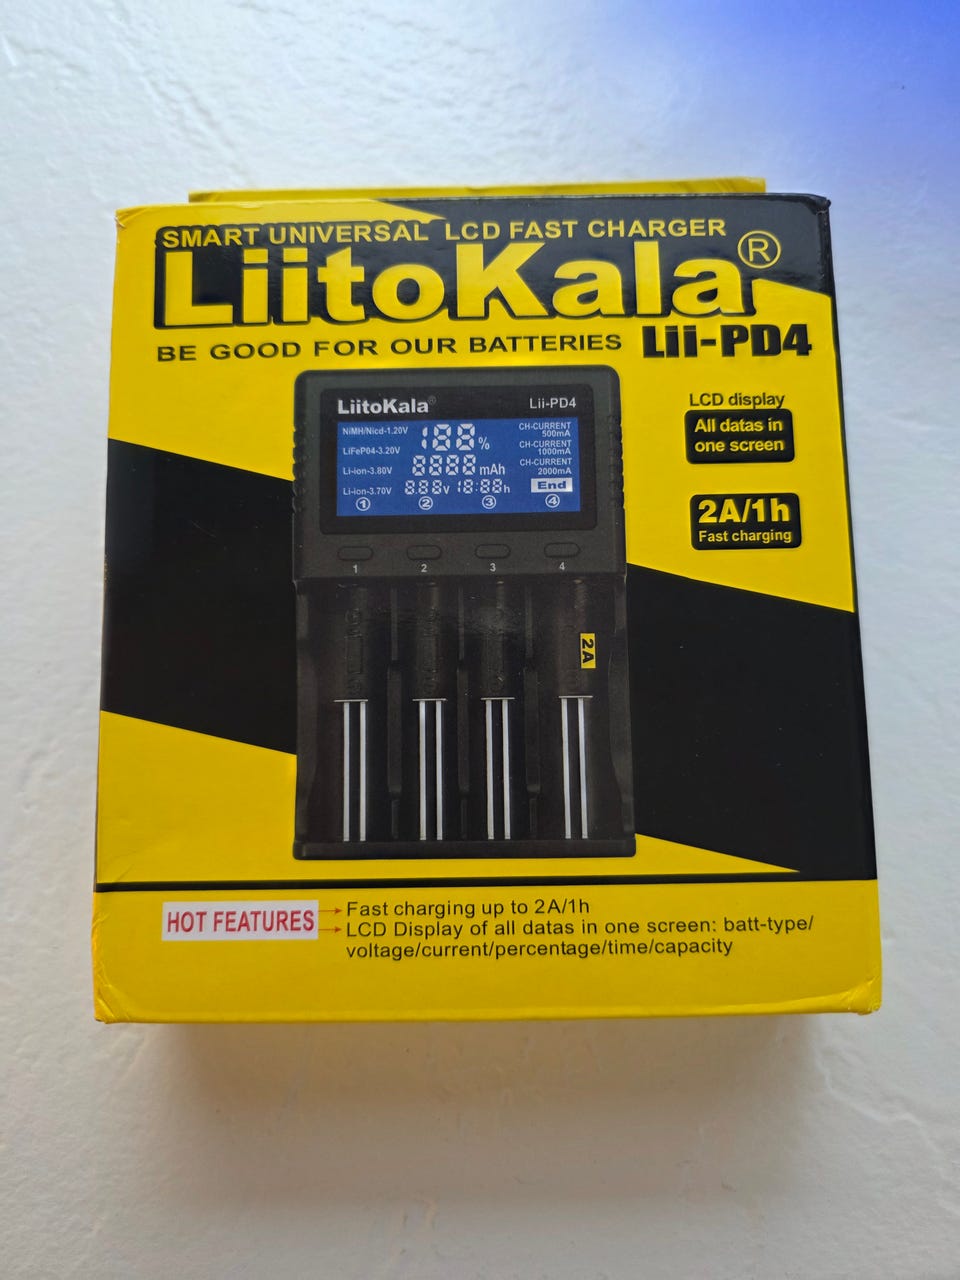 SMART UNIVERSAL LCD FAST CHARGER
LiitoKala®
BE GOOD FOR OUR BATTERIES Lii-PD4
LCD display
All datas in
one screen
2A/1h
Fast charging
LiitoKala® Lii-PD4
NiMH/Nicd-1.20V
LiFeP04-3.20V
Li-ion-3.80V
Li-ion-3.70V
188%
8888mAh
8.88v 18:88h
CH-CURRENT
500mA
CH-CURRENT
1000mA
CH-CURRENT
2000mA
End
① ② ③ ④
1 2 3 4
2A
HOT FEATURES
Fast charging up to 2A/1h
LCD Display of all datas in one screen: batt-type/
voltage/current/percentage/time/capacity